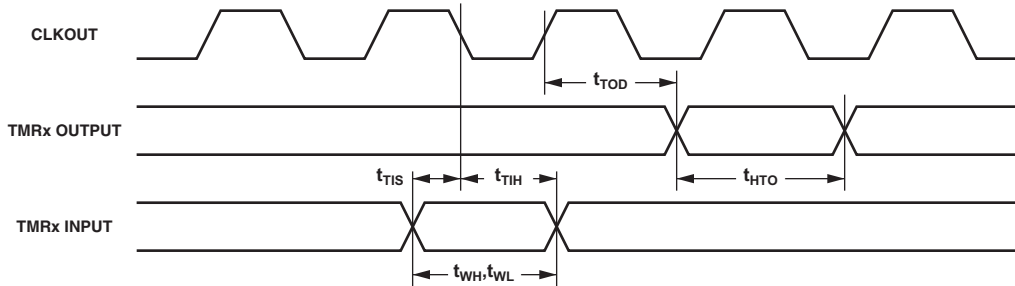 CLKOUT
tTOD
TMRx OUTPUT
tTIS tTIH tHTO
TMRx INPUT
tWH,tWL